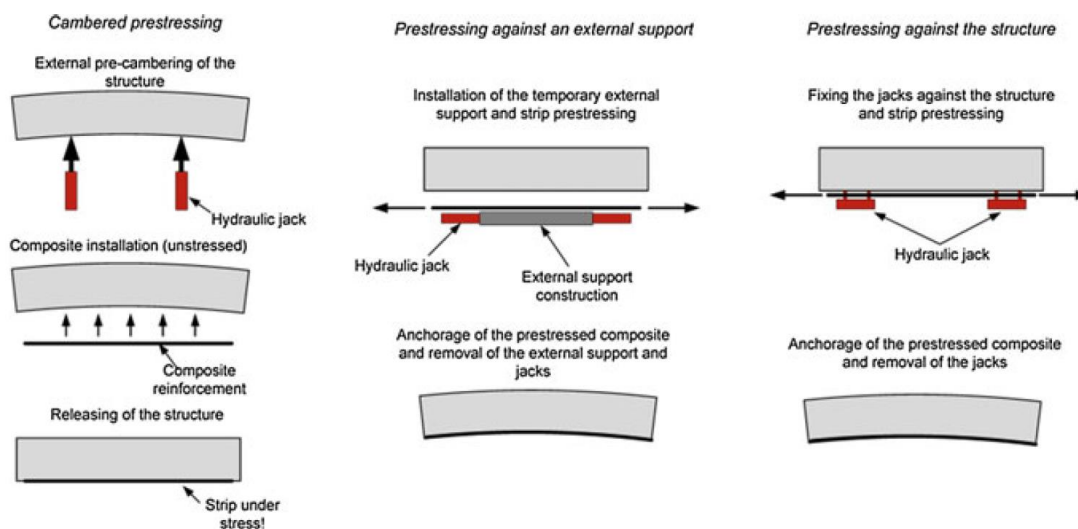 Cambered prestressing
External pre-cambering of the
structure
Hydraulic jack
Composite installation (unstressed)
Composite
reinforcement
Releasing of the structure
Strip under
stress!
Prestressing against an external support
Installation of the temporary external
support and strip prestressing
Hydraulic jack
External support
construction
Anchorage of the prestressed composite
and removal of the external support and
jacks
Prestressing against the structure
Fixing the jacks against the structure
and strip prestressing
Hydraulic jack
Anchorage of the prestressed composite
and removal of the jacks